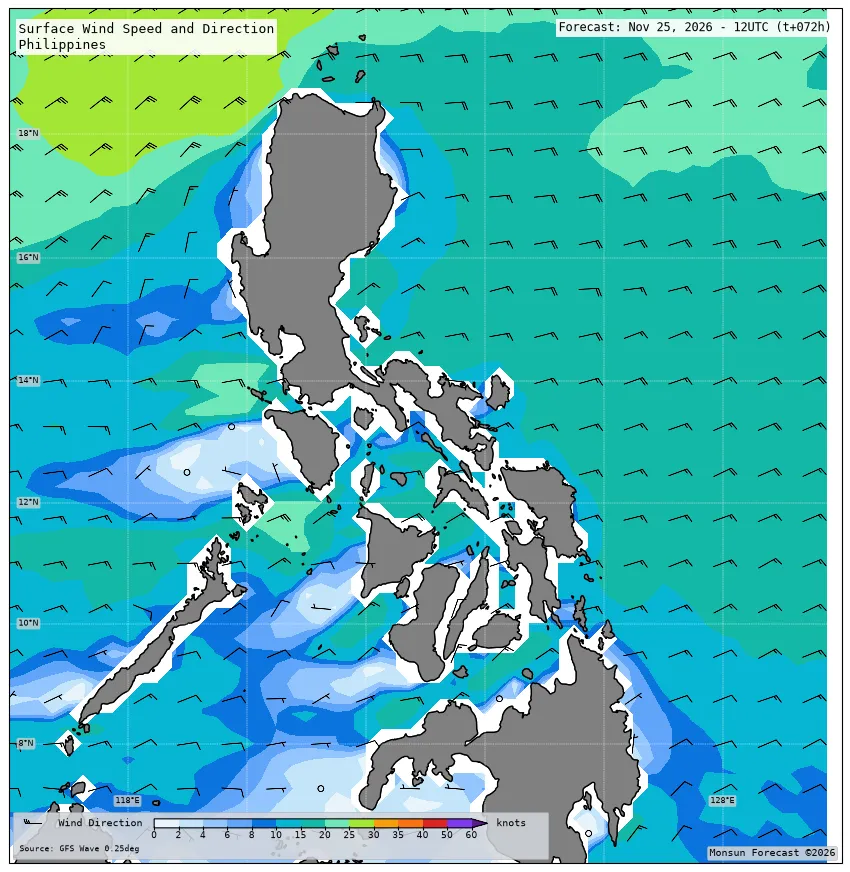 Surface Wind Speed and Direction
Philippines
Forecast: Nov 25, 2026 - 12UTC (t+072h)
18°N
16°N
14°N
12°N
10°N
8°N
118°E
128°E
Wind Direction
0 2 4 6 8 10 15 20 25 30 35 40 45 50 60
knots
Source: GFS Wave 0.25deg
Monsun Forecast ©2026